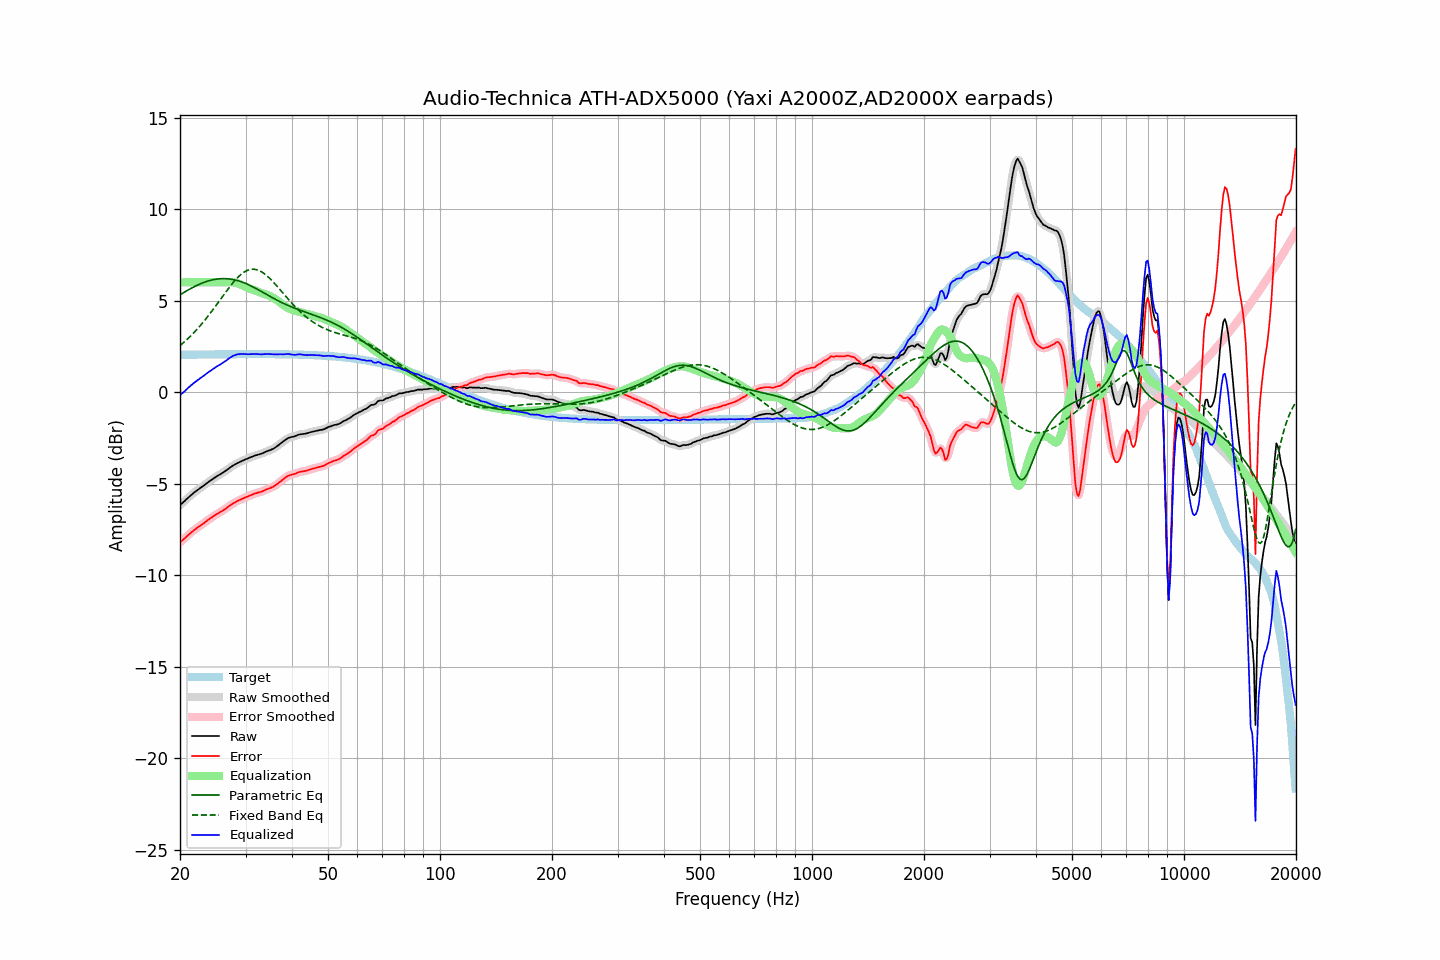 Audio-Technica ATH-ADX5000 (Yaxi A2000Z,AD2000X earpads)
Amplitude (dBr)
15
10
5
0
−5
−10
−15
−20
−25
Target
Raw Smoothed
Error Smoothed
Raw
Error
Equalization
Parametric Eq
Fixed Band Eq
Equalized
20 50 100 200 500 1000 2000 5000 10000 20000
Frequency (Hz)